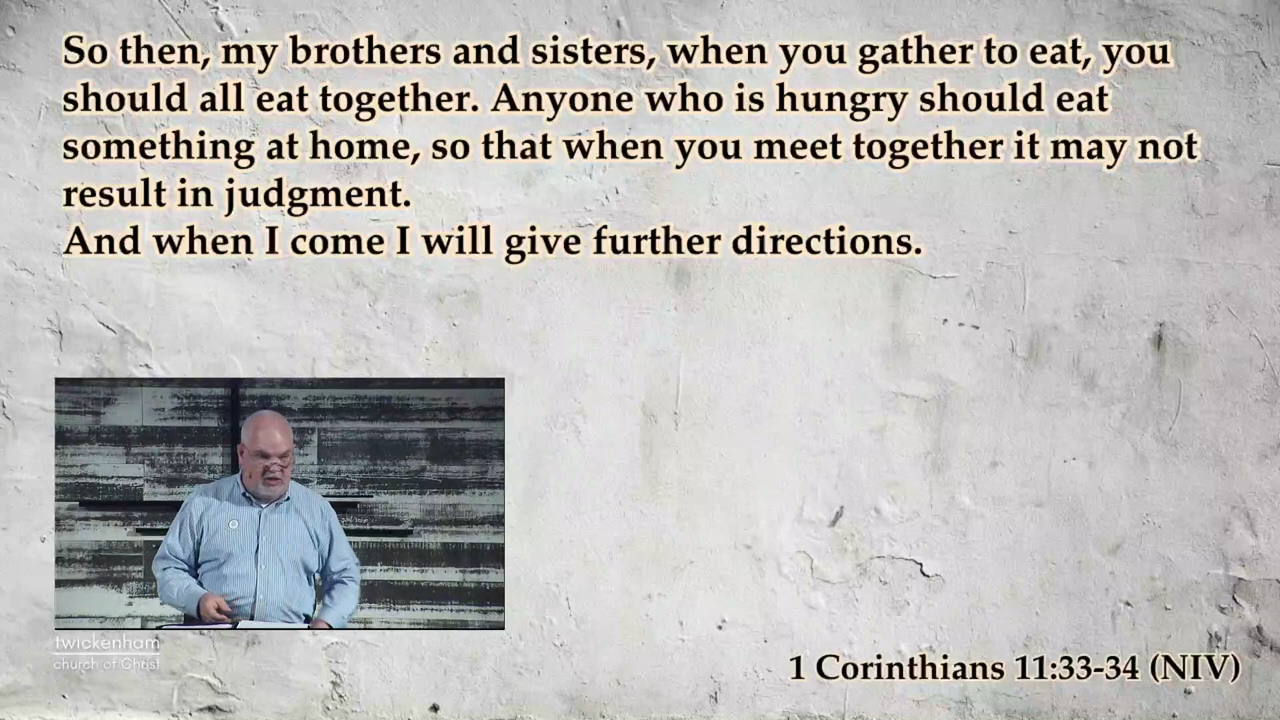 So then, my brothers and sisters, when you gather to eat, you
should all eat together. Anyone who is hungry should eat
something at home, so that when you meet together it may not
result in judgment.
And when I come I will give further directions.
twickenham
church of Christ
1 Corinthians 11:33-34 (NIV)